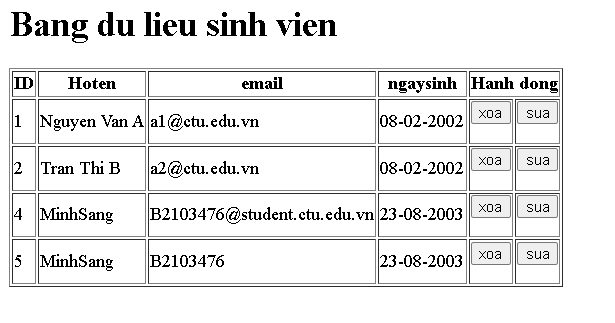 Bang du lieu sinh vien
ID Hoten email ngaysinh Hanh dong
1 Nguyen Van A a1@ctu.edu.vn 08-02-2002 xoa sua
2 Tran Thi B a2@ctu.edu.vn 08-02-2002 xoa sua
4 MinhSang B2103476@student.ctu.edu.vn 23-08-2003 xoa sua
5 MinhSang B2103476 23-08-2003 xoa sua